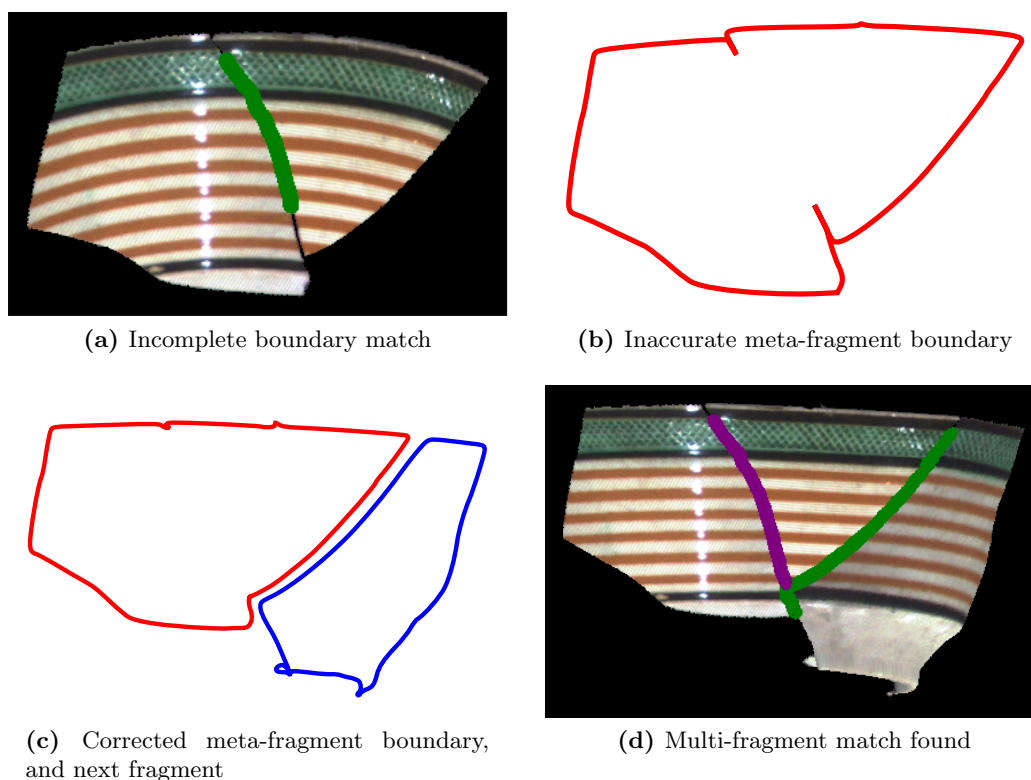 (a) Incomplete boundary match
(b) Inaccurate meta-fragment boundary
(c) Corrected meta-fragment boundary,
and next fragment
(d) Multi-fragment match found